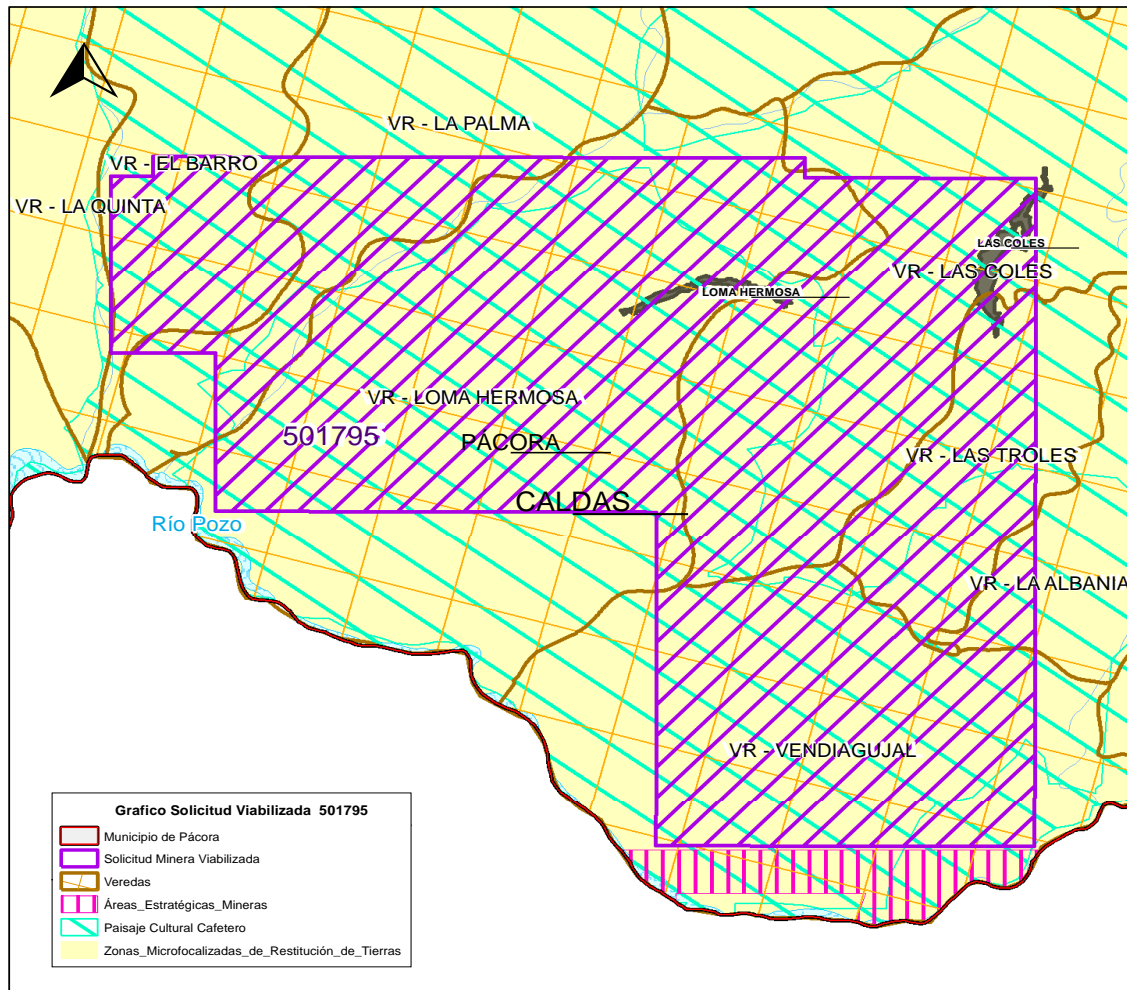 VR - LA PALMA
VR - EL BARRO
VR - LA QUINTA
LAS COLES
VR - LAS COLES
LOMA HERMOSA
VR - LOMA HERMOSA
501795
PÁCORA
VR - LAS TROLES
CALDAS
Río Pozo
VR - LA ALBANIA
VR - VENDIAGUJAL
Grafico Solicitud Viabilizada 501795
Municipio de Pácora
Solicitud Minera Viabilizada
Veredas
Áreas_Estratégicas_Mineras
Paisaje Cultural Cafetero
Zonas_Microfocalizadas_de_Restitución_de_Tierras